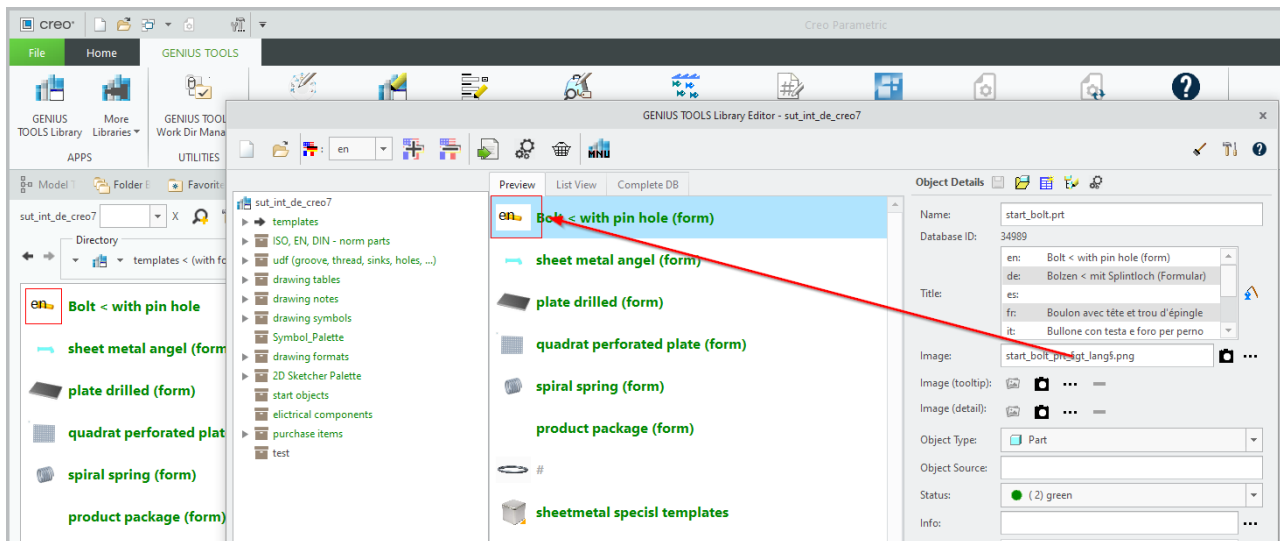 creo
Creo Parametric
File Home GENIUS TOOLS
GENIUS More GENIUS TOOL
TOOLS Library Libraries Work Dir Mana
APPS UTILITIES
GENIUS TOOLS Library Editor - sut_int_de_creo7 x
en MNU
Model Folder Favorite
sut_int_de_creo7 X
Directory
templates < (with fo
en Bolt < with pin hole
sheet metal angel (form
plate drilled (form)
quadrat perforated plat
spiral spring (form)
product package (form)
sut_int_de_creo7
templates
ISO, EN, DIN - norm parts
udf (groove, thread, sinks, holes, ...)
drawing tables
drawing notes
drawing symbols
Symbol_Palette
drawing formats
2D Sketcher Palette
start objects
elictrical components
purchase items
test
Preview List View Complete DB
en Bolt < with pin hole (form)
sheet metal angel (form)
plate drilled (form)
quadrat perforated plate (form)
spiral spring (form)
product package (form)
#
sheetmetal specisl templates
Object Details
Name: start_bolt.prt
Database ID: 34989
Title:
en: Bolt < with pin hole (form)
de: Bolzen < mit Splintloch (Formular)
es:
fr: Boulon avec tête et trou d'épingle
it: Bullone con testa e foro per perno
Image: start_bolt_prt_§gt_lang§.png
Image (tooltip):
Image (detail):
Object Type: Part
Object Source:
Status: ( 2) green
Info: